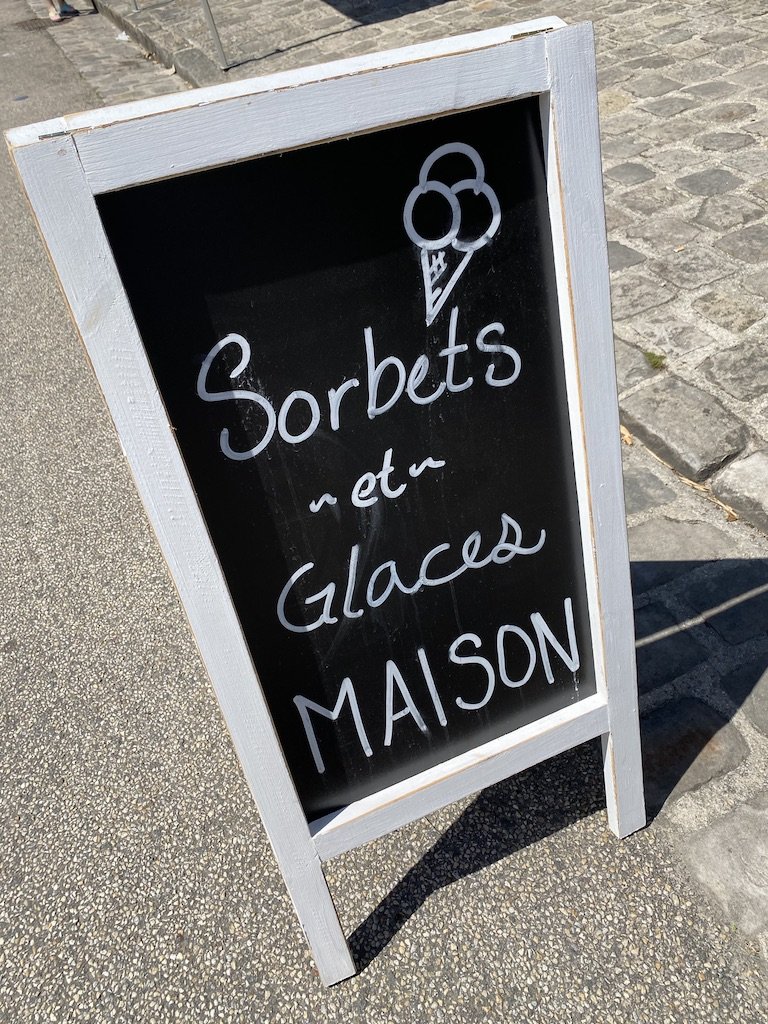 Sorbets
~et~
Glaces
MAISON